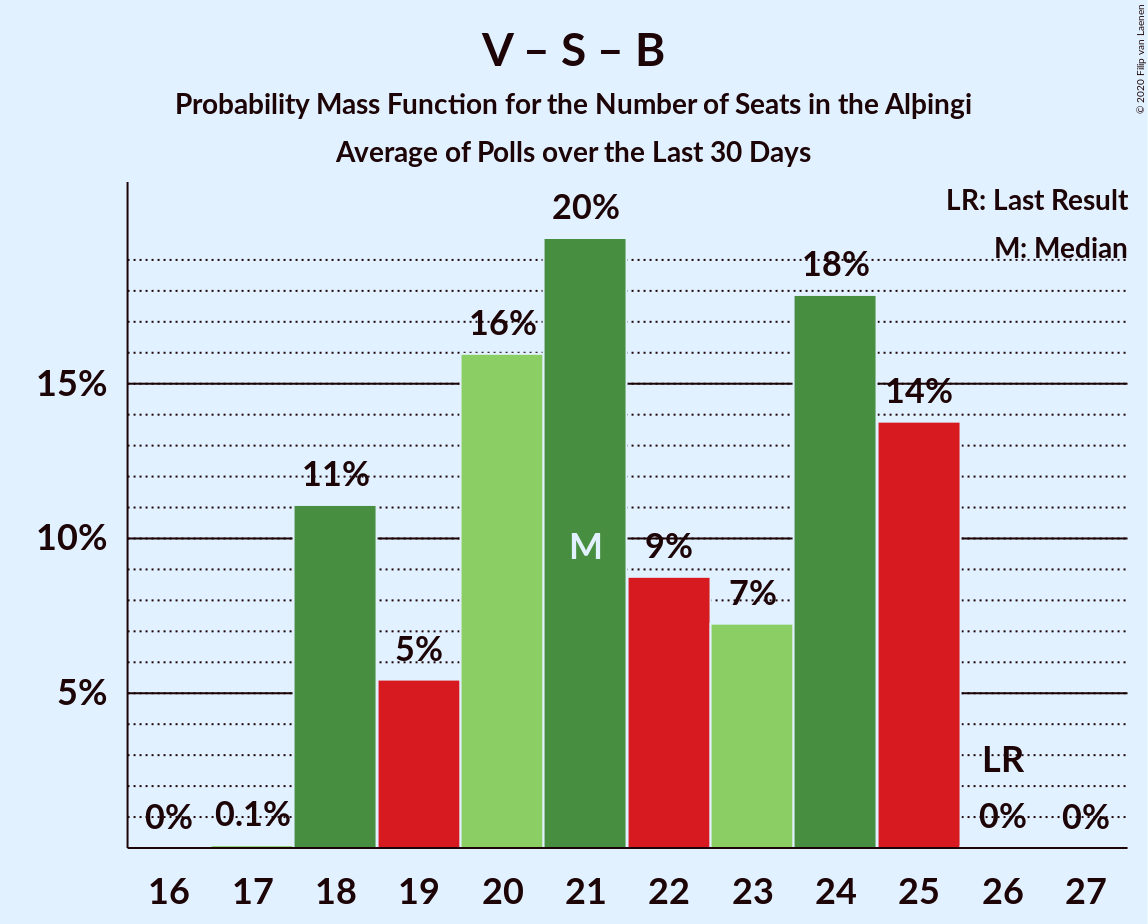 V – S – B
Probability Mass Function for the Number of Seats in the Alþingi
Average of Polls over the Last 30 Days
© 2020 Filip van Laenen
LR: Last Result
M: Median
20%
18%
16%
15%
14%
11%
10%
M
9%
7%
5%
5%
LR
0%
0.1%
0%
0%
16 17 18 19 20 21 22 23 24 25 26 27